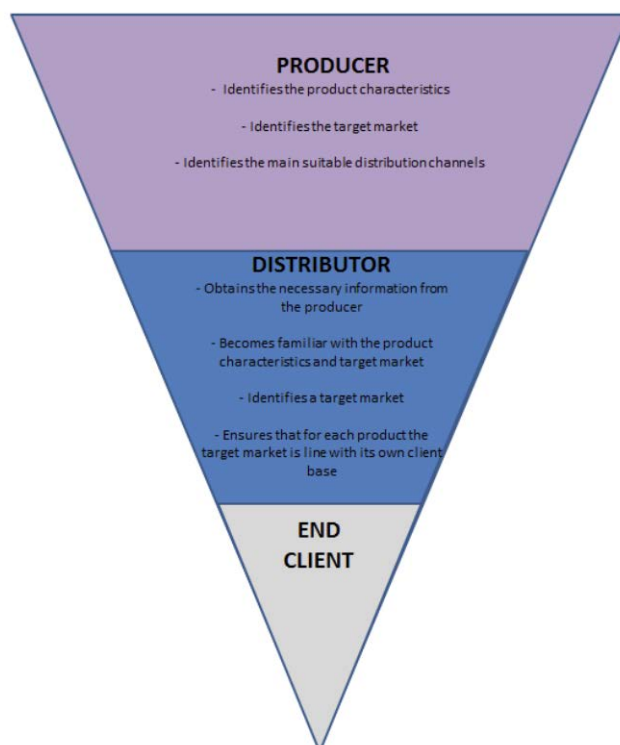 PRODUCER
- Identifies the product characteristics
- Identifies the target market
- Identifies the main suitable distribution channels
DISTRIBUTOR
- Obtains the necessary information from
the producer
- Becomes familiar with the product
characteristics and target market
- Identifies a target market
- Ensures that for each product the
target market is line with its own client
base
END
CLIENT